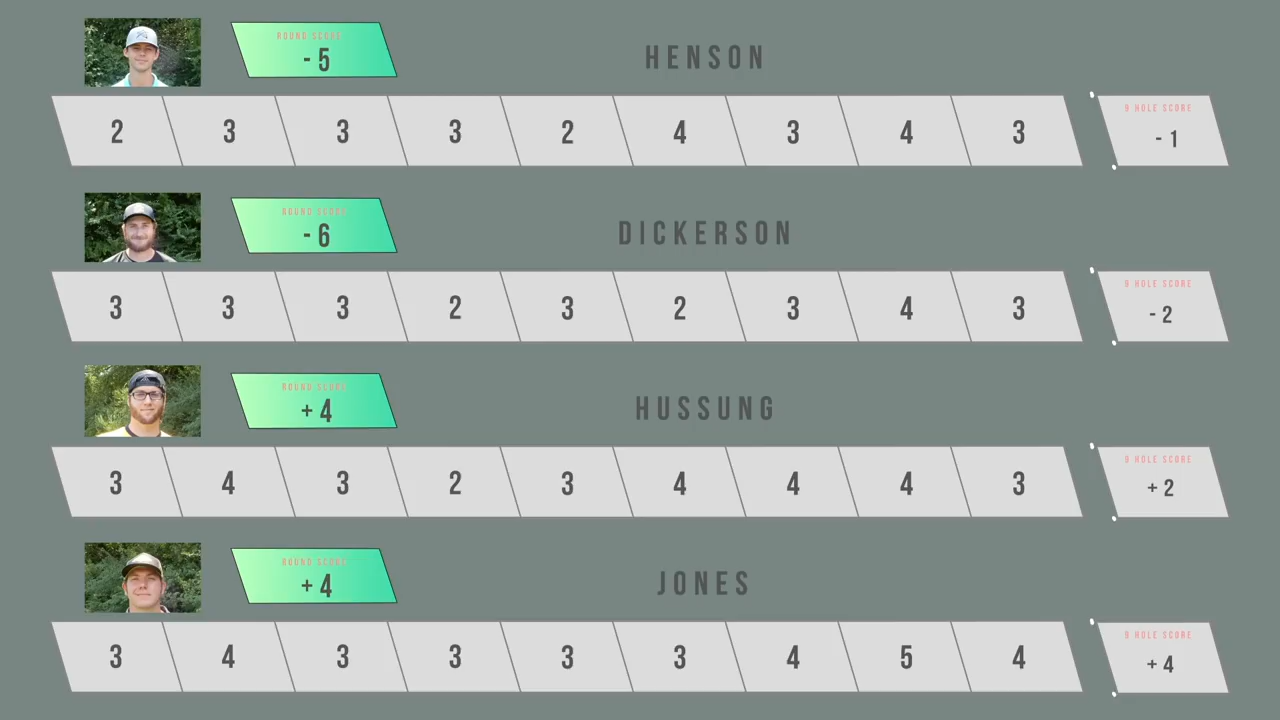 ROUND SCORE
- 5
HENSON
2 3 3 3 2 4 3 4 3
9 HOLE SCORE
- 1
ROUND SCORE
- 6
DICKERSON
3 3 3 2 3 2 3 4 3
9 HOLE SCORE
- 2
ROUND SCORE
+ 4
HUSSUNG
3 4 3 2 3 4 4 4 3
9 HOLE SCORE
+ 2
ROUND SCORE
+ 4
JONES
3 4 3 3 3 3 4 5 4
9 HOLE SCORE
+ 4